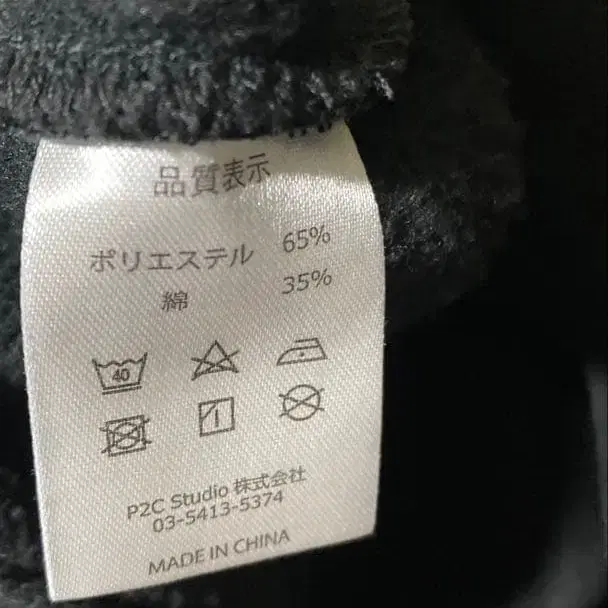 品質表示
ポリエステル 65%
綿 35%
40
P2C Studio 株式会社
03-5413-5374
MADE IN CHINA